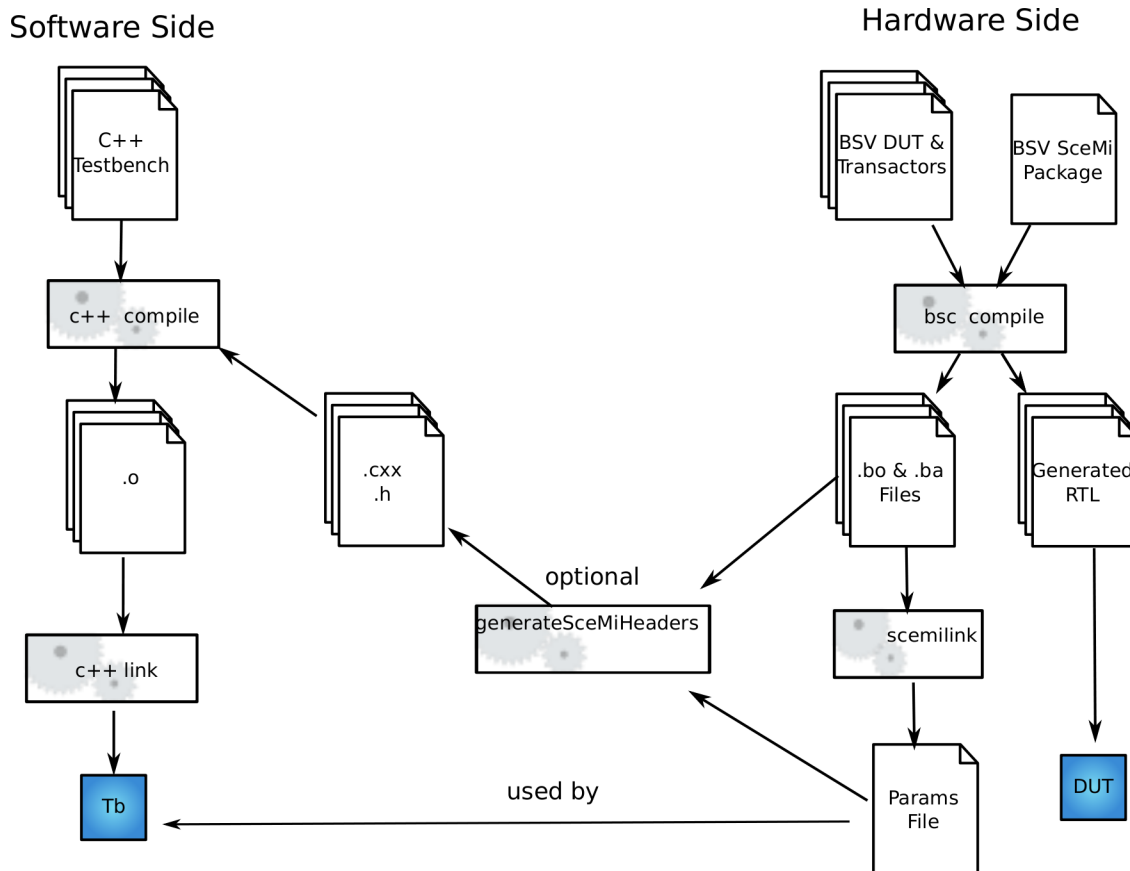 Software Side
Hardware Side
C++
Testbench
BSV DUT &
Transactors
BSV SceMi
Package
c++ compile
bsc compile
.o
.cxx
.h
.bo & .ba
Files
Generated
RTL
optional
generateSceMiHeaders
scemilink
c++ link
Tb
used by
Params
File
DUT